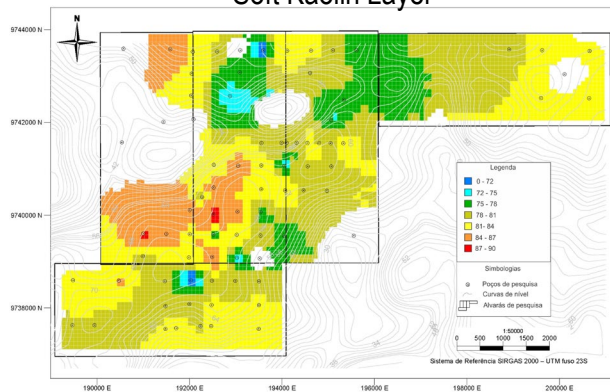 Soft Kaolin Layer
N
9744000 N
9742000 N
9740000 N
9738000 N
Legenda
0 - 72
72 - 75
75 - 78
78 - 81
81- 84
84 - 87
87 - 90
Simbologias
Poços de pesquisa
Curvas de nível
Alvarás de pesquisa
1:50000
0 500 1000 1500 2000
Sistema de Referência SIRGAS 2000 – UTM fuso 23S
190000 E 192000 E 194000 E 196000 E 198000 E 200000 E